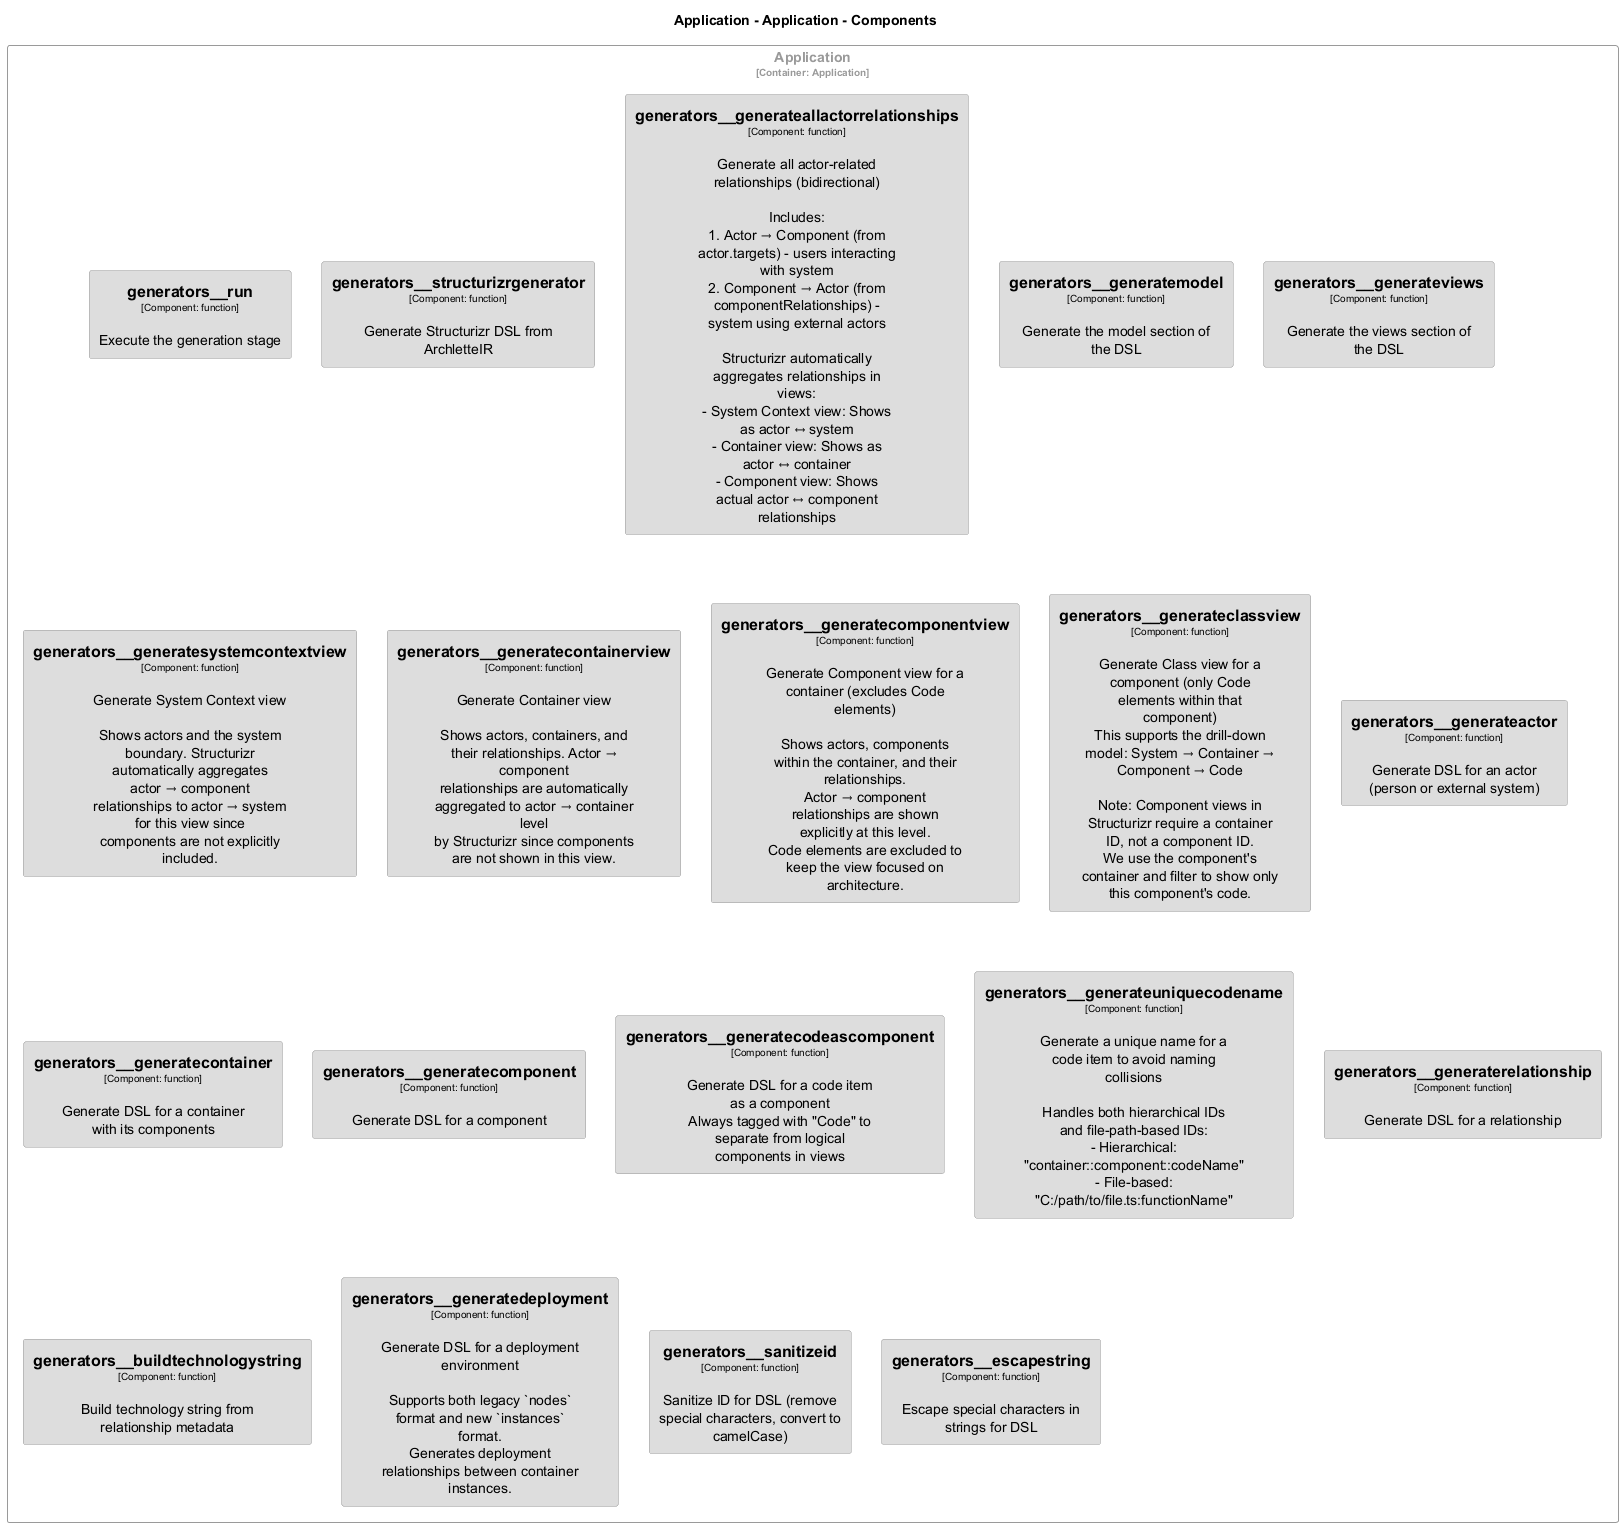 Application - Application - Components
Application
[Container: Application]
generators__run
[Component: function]
Execute the generation stage
generators__structurizrgenerator
[Component: function]
Generate Structurizr DSL from
ArchletteIR
generators__generateallactorrelationships
[Component: function]
Generate all actor-related
relationships (bidirectional)
Includes:
1. Actor → Component (from
actor.targets) - users interacting
with system
2. Component → Actor (from
componentRelationships) -
system using external actors
Structurizr automatically
aggregates relationships in
views:
- System Context view: Shows
as actor ↔ system
- Container view: Shows as
actor ↔ container
- Component view: Shows
actual actor ↔ component
relationships
generators__generatemodel
[Component: function]
Generate the model section of
the DSL
generators__generateviews
[Component: function]
Generate the views section of
the DSL
generators__generatesystemcontextview
[Component: function]
Generate System Context view
Shows actors and the system
boundary. Structurizr
automatically aggregates
actor → component
relationships to actor → system
for this view since
components are not explicitly
included.
generators__generatecontainerview
[Component: function]
Generate Container view
Shows actors, containers, and
their relationships. Actor →
component
relationships are automatically
aggregated to actor → container
level
by Structurizr since components
are not shown in this view.
generators__generatecomponentview
[Component: function]
Generate Component view for a
container (excludes Code
elements)
Shows actors, components
within the container, and their
relationships.
Actor → component
relationships are shown
explicitly at this level.
Code elements are excluded to
keep the view focused on
architecture.
generators__generateclassview
[Component: function]
Generate Class view for a
component (only Code
elements within that
component)
This supports the drill-down
model: System → Container →
Component → Code
Note: Component views in
Structurizr require a container
ID, not a component ID.
We use the component's
container and filter to show only
this component's code.
generators__generateactor
[Component: function]
Generate DSL for an actor
(person or external system)
generators__generatecontainer
[Component: function]
Generate DSL for a container
with its components
generators__generatecomponent
[Component: function]
Generate DSL for a component
generators__generatecodeascomponent
[Component: function]
Generate DSL for a code item
as a component
Always tagged with "Code" to
separate from logical
components in views
generators__generateuniquecodename
[Component: function]
Generate a unique name for a
code item to avoid naming
collisions
Handles both hierarchical IDs
and file-path-based IDs:
- Hierarchical:
"container::component::codeName"
- File-based:
"C:/path/to/file.ts:functionName"
generators__generaterelationship
[Component: function]
Generate DSL for a relationship
generators__buildtechnologystring
[Component: function]
Build technology string from
relationship metadata
generators__generatedeployment
[Component: function]
Generate DSL for a deployment
environment
Supports both legacy `nodes`
format and new `instances`
format.
Generates deployment
relationships between container
instances.
generators__sanitizeid
[Component: function]
Sanitize ID for DSL (remove
special characters, convert to
camelCase)
generators__escapestring
[Component: function]
Escape special characters in
strings for DSL